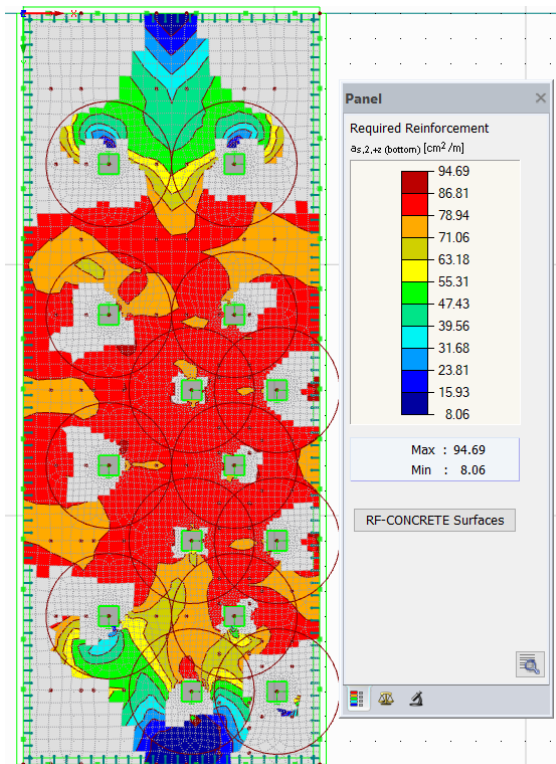 X
Panel
Required Reinforcement
as,2,+z (bottom) [cm²/m]
94.69
86.81
78.94
71.06
63.18
55.31
47.43
39.56
31.68
23.81
15.93
8.06
Max : 94.69
Min : 8.06
RF-CONCRETE Surfaces